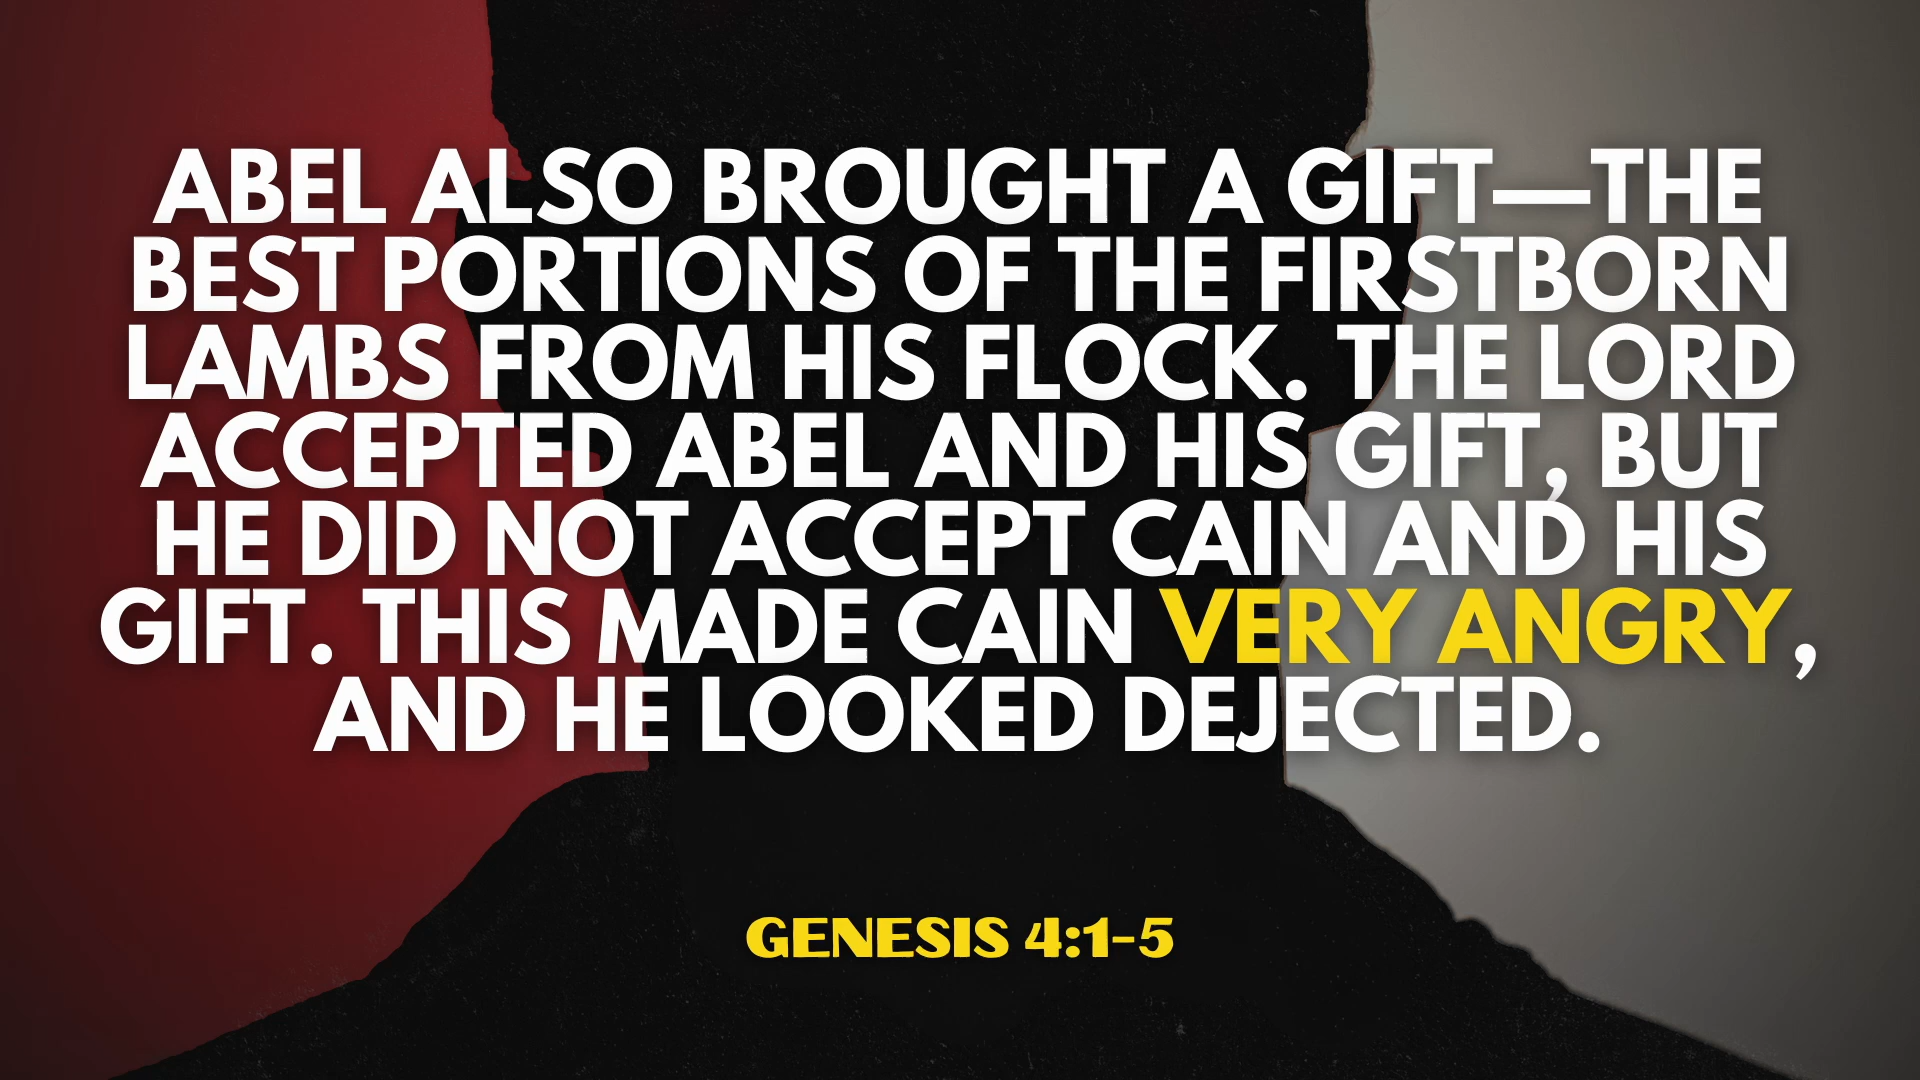 ABEL ALSO BROUGHT A GIFT—THE
BEST PORTIONS OF THE FIRSTBORN
LAMBS FROM HIS FLOCK. THE LORD
ACCEPTED ABEL AND HIS GIFT, BUT
HE DID NOT ACCEPT CAIN AND HIS
GIFT. THIS MADE CAIN VERY ANGRY,
AND HE LOOKED DEJECTED.
GENESIS 4:1-5